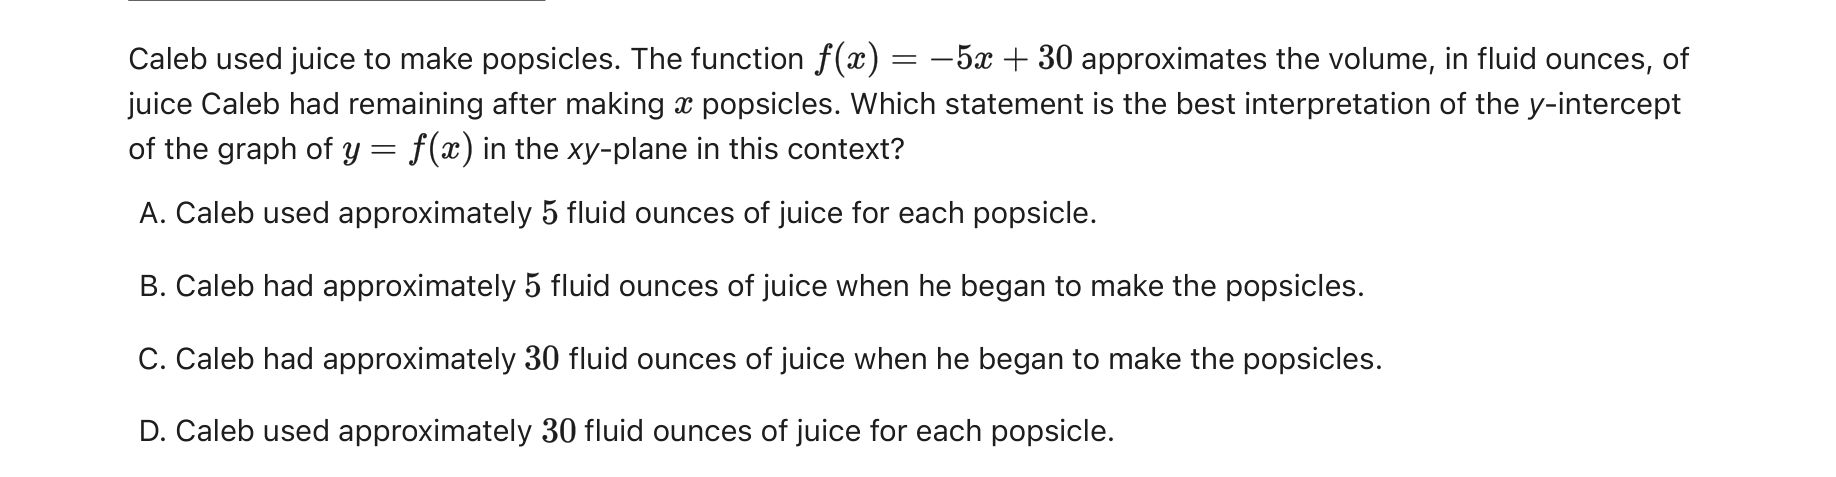 Caleb used juice to make popsicles. The function f(x) = −5x + 30 approximates the volume, in fluid ounces, of
juice Caleb had remaining after making x popsicles. Which statement is the best interpretation of the y-intercept
of the graph of y = f(x) in the xy-plane in this context?
A. Caleb used approximately 5 fluid ounces of juice for each popsicle.
B. Caleb had approximately 5 fluid ounces of juice when he began to make the popsicles.
C. Caleb had approximately 30 fluid ounces of juice when he began to make the popsicles.
D. Caleb used approximately 30 fluid ounces of juice for each popsicle.